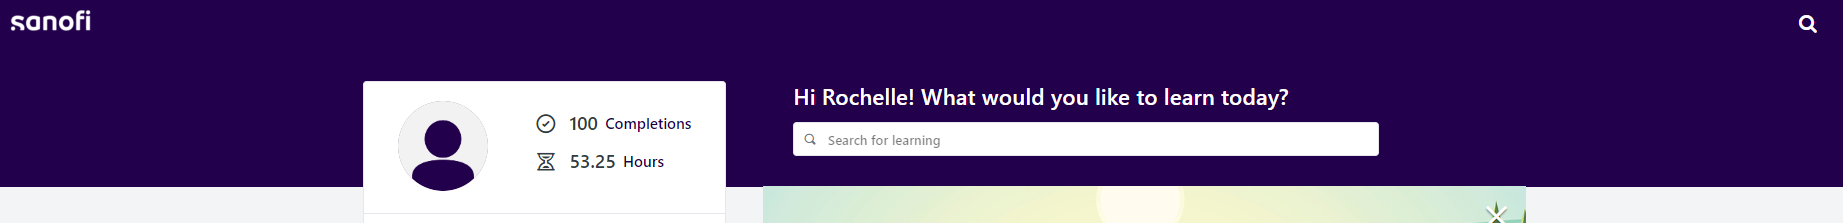 sanofi
100 Completions
53.25 Hours
Hi Rochelle! What would you like to learn today?
Search for learning